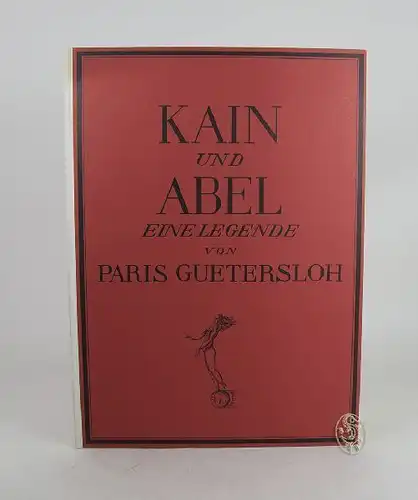 KAIN
UND
ABEL
EINE LEGENDE
VON
PARIS GUETERSLOH